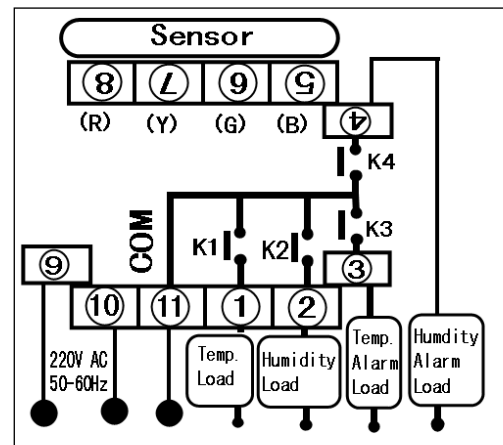 Sensor
8 7 6 5
(R) (Y) (G) (B)
4
K4
COM
K1 K2 K3
9 3
10 11 1 2
220V AC
50-60Hz
Temp.
Load
Humidity
Load
Temp.
Alarm
Load
Humdity
Alarm
Load